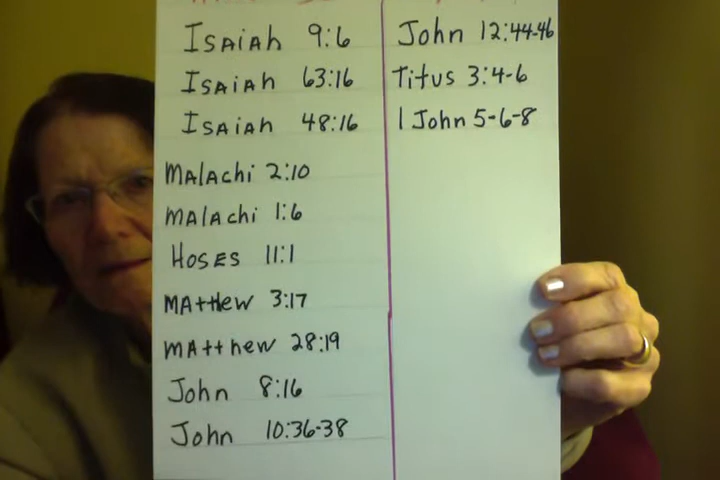 Isaiah 9:6
Isaiah 63:16
Isaiah 48:16
Malachi 2:10
Malachi 1:6
Hoses 11:1
Matthew 3:17
Matthew 28:19
John 8:16
John 10:36-38
John 12:44-46
Titus 3:4-6
1 John 5-6-8